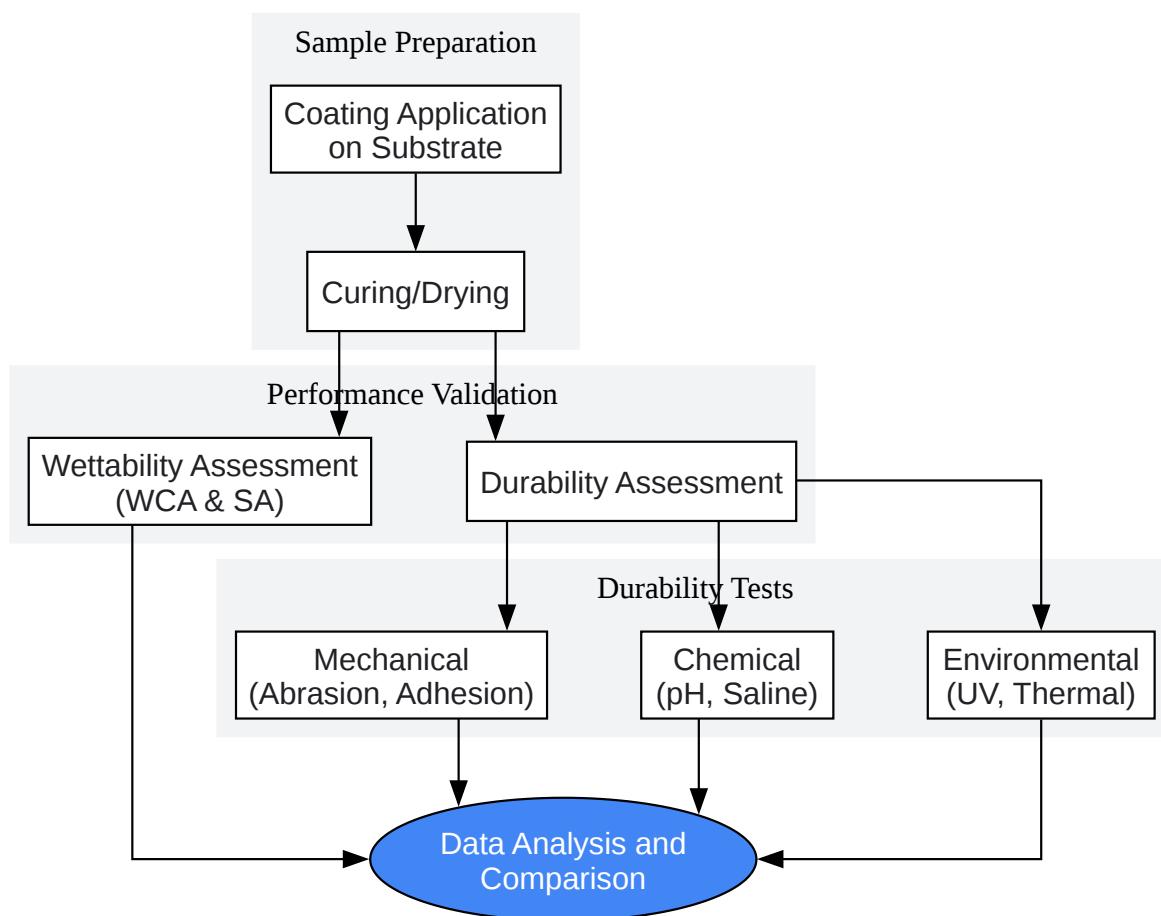 Sample Preparation
Coating Application
on Substrate
Curing/Drying
Performance Validation
Wettability Assessment
(WCA & SA)
Durability Assessment
Durability Tests
Mechanical
(Abrasion, Adhesion)
Chemical
(pH, Saline)
Environmental
(UV, Thermal)
Data Analysis and
Comparison